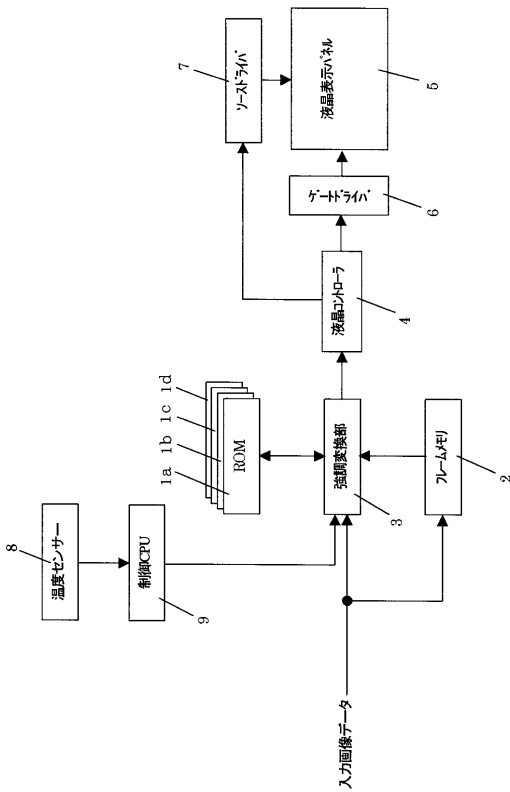 8
温度センサー
制御CPU
9
1a 1b 1c 1d
ROM
入力画像データ
強調変換部
3
フレームメモリ
2
液晶コントローラ
4
ゲートドライバ
6
7
ソースドライバ
液晶表示パネル
5